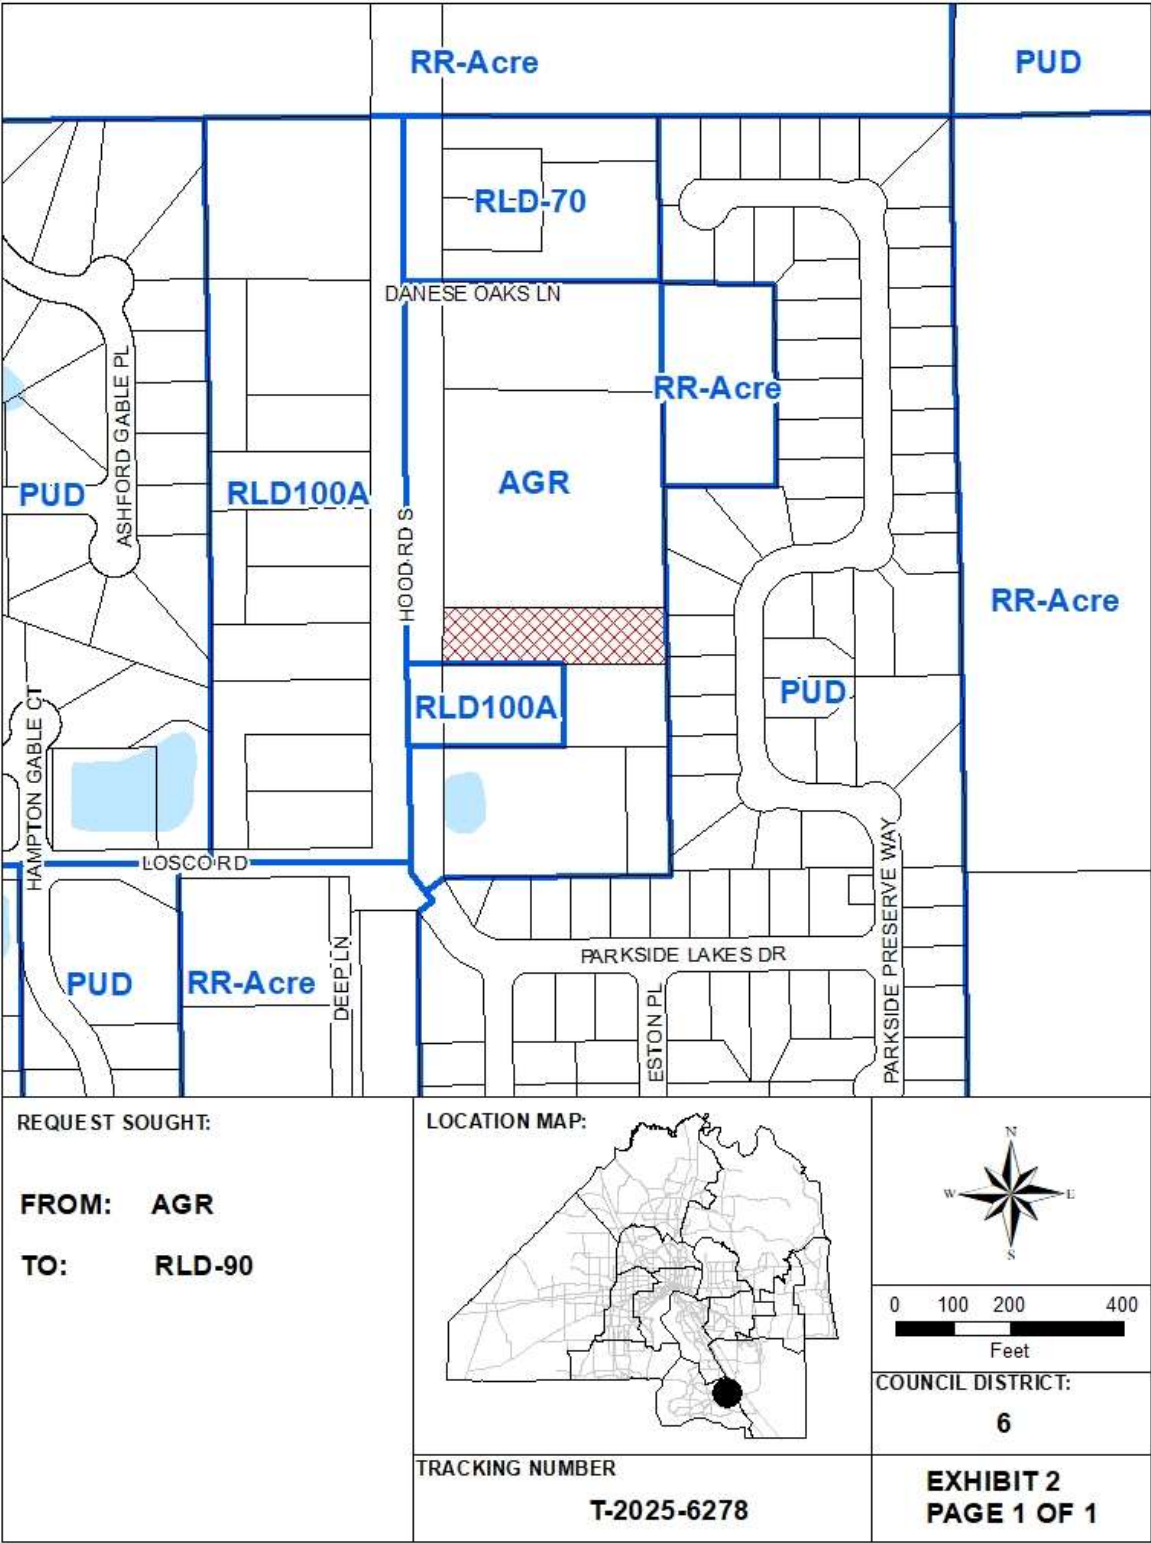 RR-Acre
PUD
RLD-70
DANESE OAKS LN
RR-Acre
ASHFORD GABLE PL
AGR
PUD
RLD100A
HOOD RD S
RR-Acre
RLD100A
PUD
HAMPTON GABLE CT
LOSCO RD
PARKSIDE PRESERVE WAY
PARKSIDE LAKES DR
PUD
RR-Acre
DEEP LN
ESTON PL
REQUEST SOUGHT:
FROM: AGR
TO: RLD-90
LOCATION MAP:
N
W E
S
0 100 200 400
Feet
COUNCIL DISTRICT:
6
TRACKING NUMBER
T-2025-6278
EXHIBIT 2
PAGE 1 OF 1